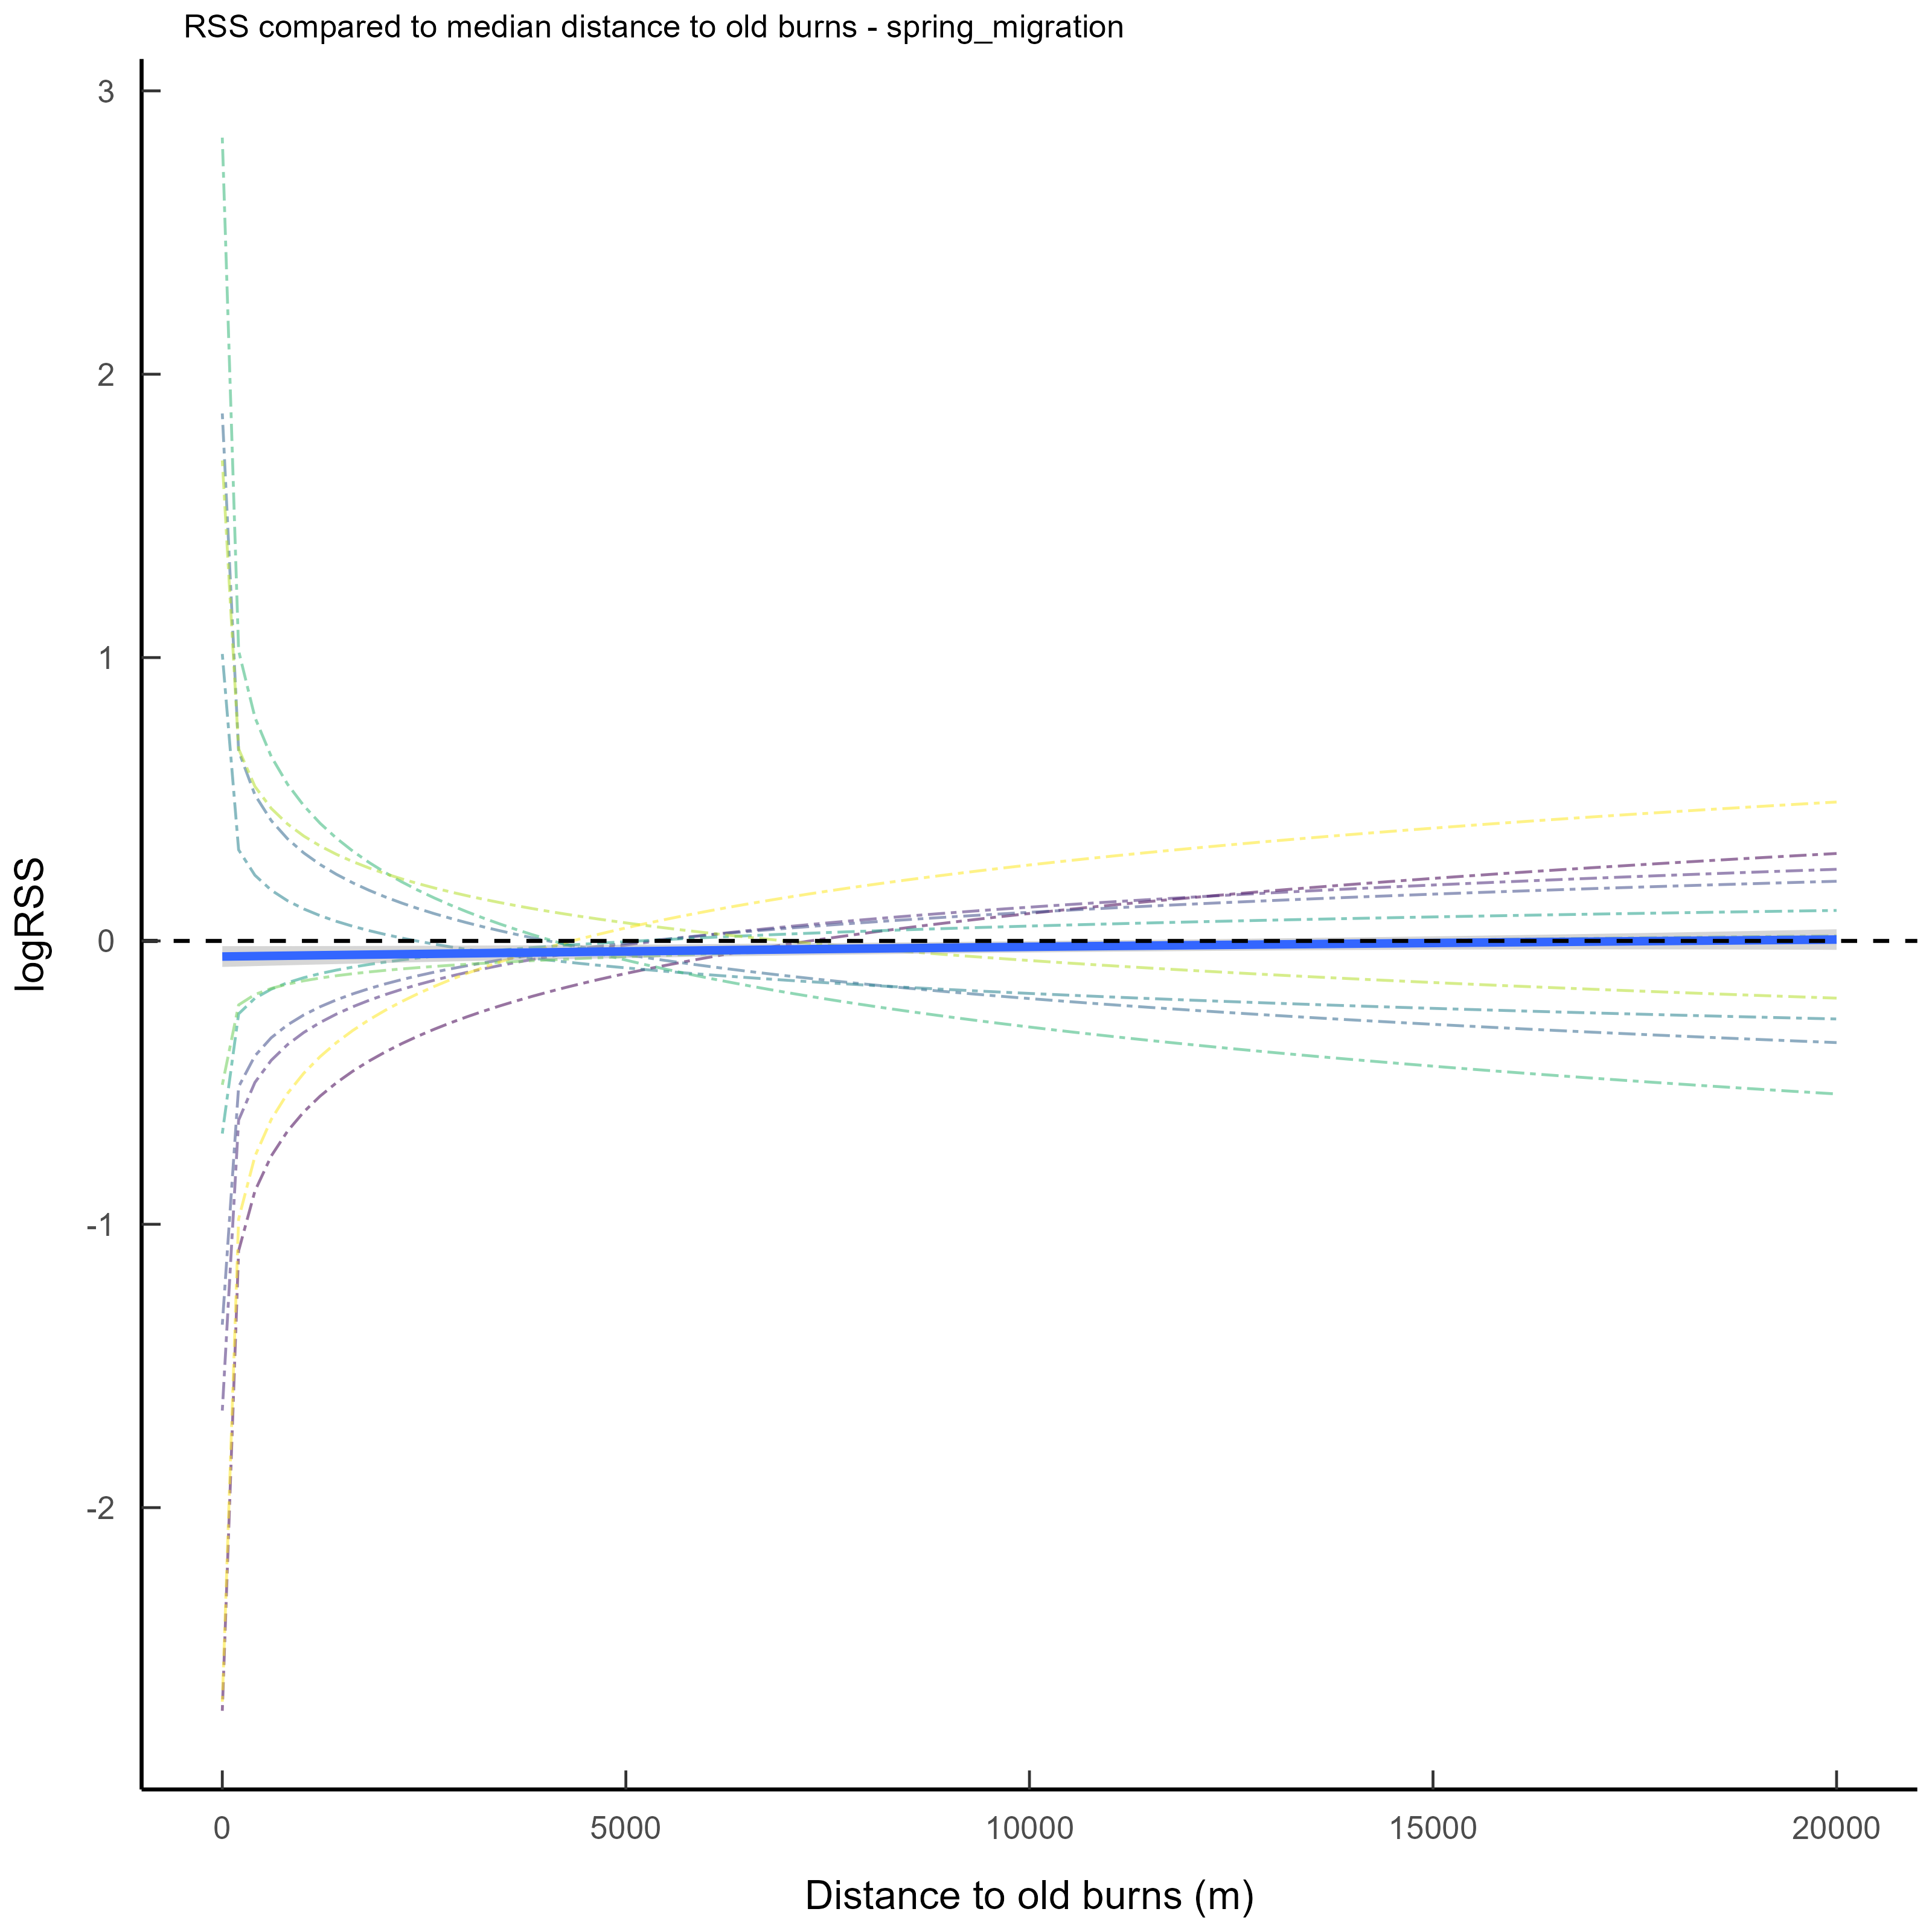 RSS compared to median distance to old burns - spring_migration
3
2
1
0
-1
-2
logRSS
0 5000 10000 15000 20000
Distance to old burns (m)